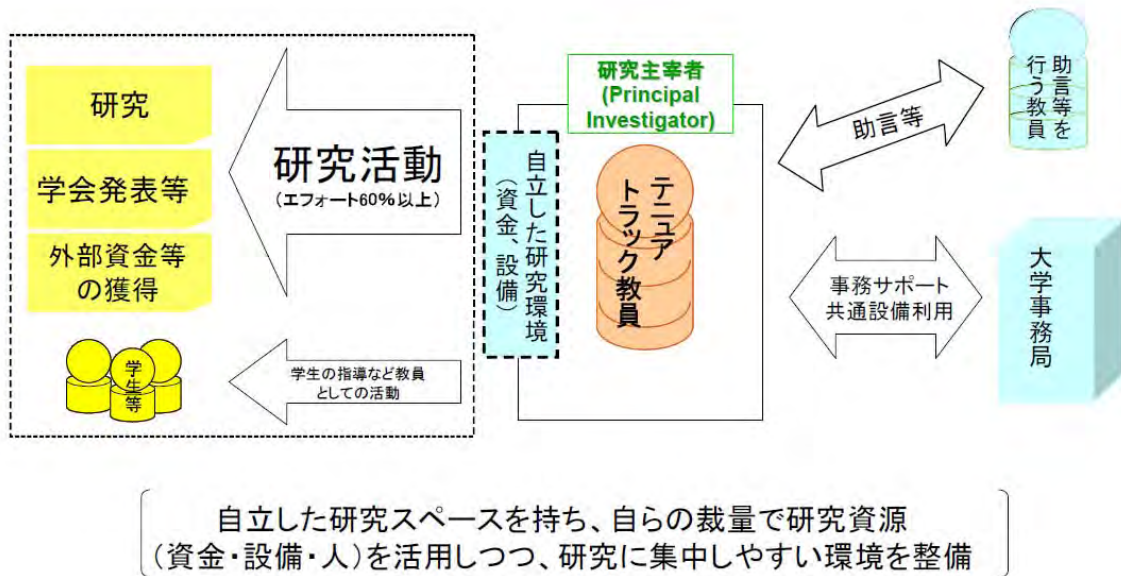 研究
学会発表等
外部資金等
の獲得
学生等
研究活動
(エフォート60%以上)
学生の指導など教員
としての活動
自立した研究環境
(資金、設備)
研究主宰者
(Principal
Investigator)
テニュア
トラック教員
助言等
助言等を
行う教員
事務サポート
共通設備利用
大学事務局
自立した研究スペースを持ち、自らの裁量で研究資源
(資金・設備・人)を活用しつつ、研究に集中しやすい環境を整備